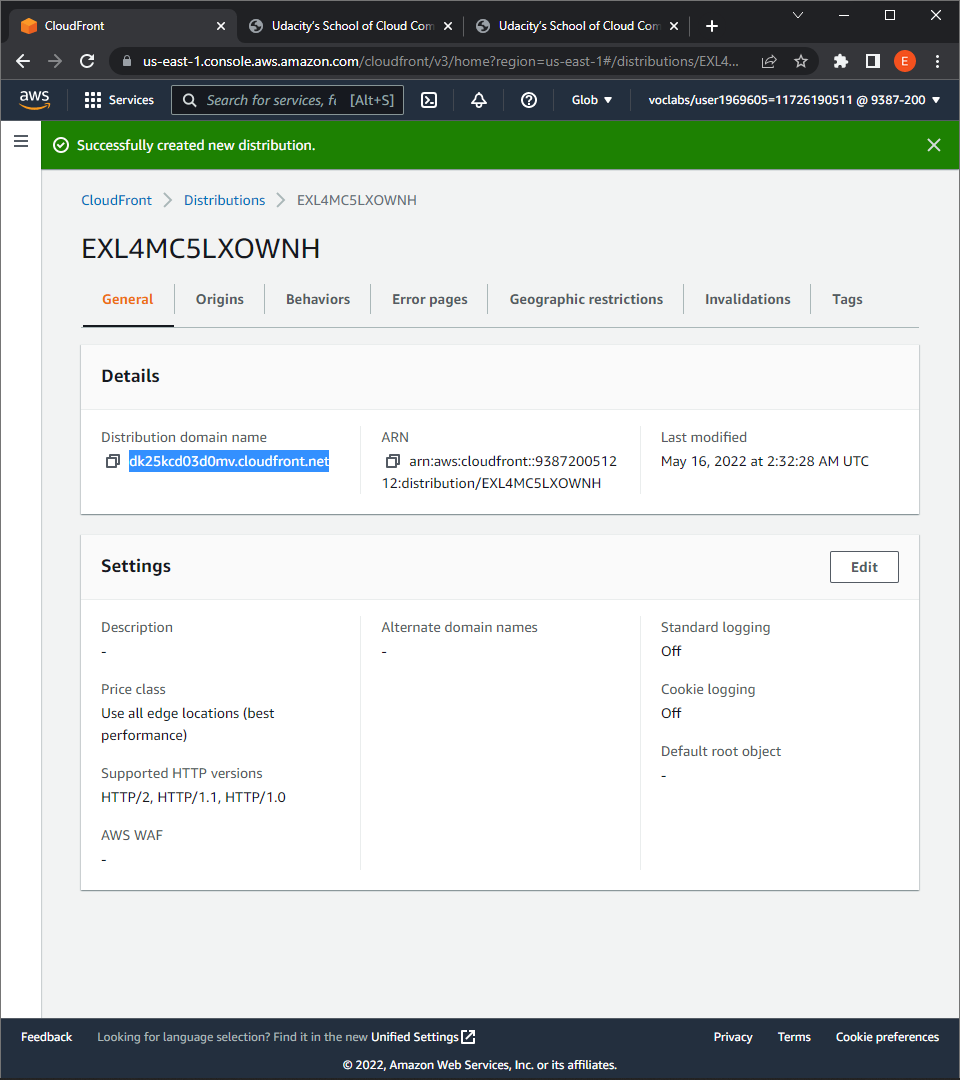 CloudFront
Udacity's School of Cloud Com
Udacity's School of Cloud Com
us-east-1.console.aws.amazon.com/cloudfront/v3/home?region=us-east-1#/distributions/EXL4...
E
aws
Services
Search for services, f [Alt+S]
Glob
voclabs/user1969605=11726190511 @ 9387-200
Successfully created new distribution.
CloudFront
Distributions
EXL4MC5LXOWNH
EXL4MC5LXOWNH
General
Origins
Behaviors
Error pages
Geographic restrictions
Invalidations
Tags
Details
Distribution domain name
dk25kcd03d0mv.cloudfront.net
ARN
arn:aws:cloudfront::9387200512
12:distribution/EXL4MC5LXOWNH
Last modified
May 16, 2022 at 2:32:28 AM UTC
Settings
Edit
Description
-
Price class
Use all edge locations (best
performance)
Supported HTTP versions
HTTP/2, HTTP/1.1, HTTP/1.0
AWS WAF
-
Alternate domain names
-
Standard logging
Off
Cookie logging
Off
Default root object
-
Feedback
Looking for language selection? Find it in the new Unified Settings
Privacy
Terms
Cookie preferences
© 2022, Amazon Web Services, Inc. or its affiliates.